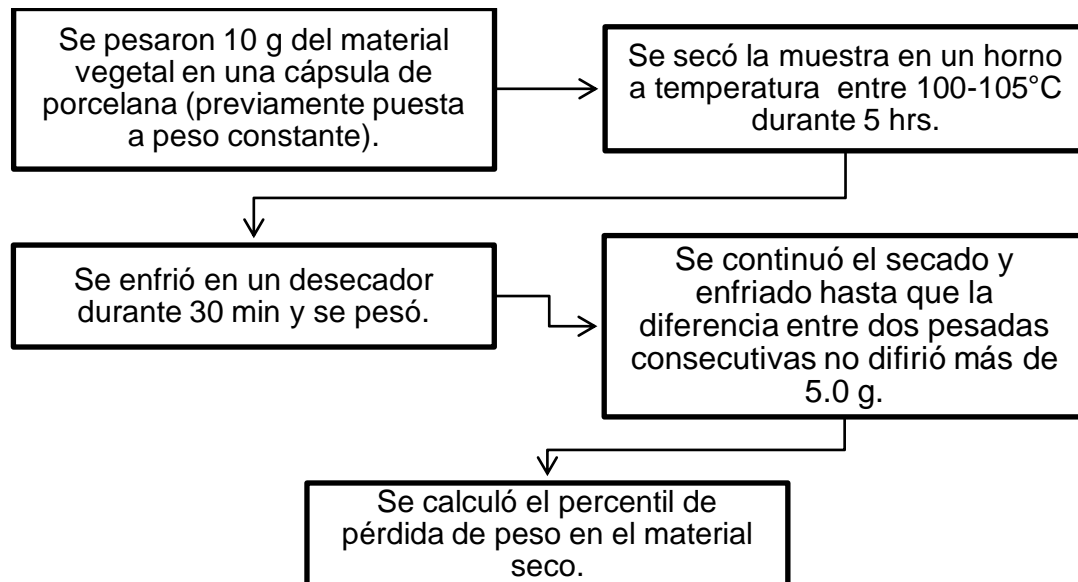 Se pesaron 10 g del material
vegetal en una cápsula de
porcelana (previamente puesta
a peso constante).
Se secó la muestra en un horno
a temperatura entre 100-105°C
durante 5 hrs.
Se enfrió en un desecador
durante 30 min y se pesó.
Se continuó el secado y
enfriado hasta que la
diferencia entre dos pesadas
consecutivas no difirió más de
5.0 g.
Se calculó el percentil de
pérdida de peso en el material
seco.